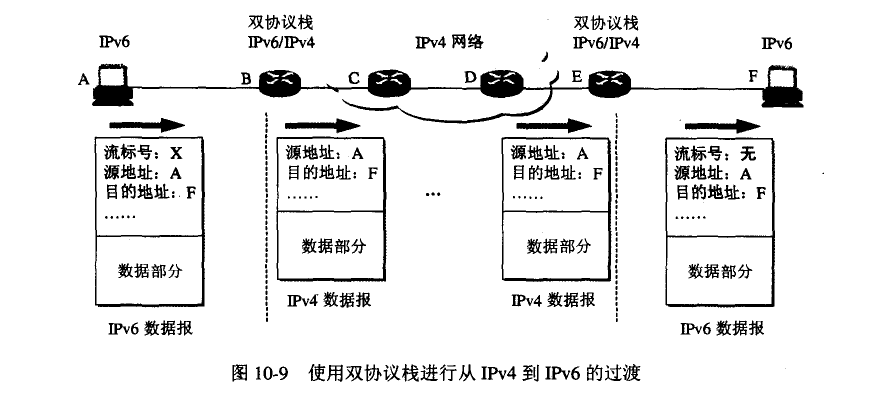 双协议栈
IPv6/IPv4
双协议栈
IPv6/IPv4
IPv6
IPv4 网络
IPv6
A
B
C
D
E
F
流标号：X
源地址：A
目的地址：F
……
数据部分
IPv6 数据报
源地址：A
目的地址：F
……
数据部分
IPv4 数据报
…
源地址：A
目的地址：F
……
数据部分
IPv4 数据报
流标号：无
源地址：A
目的地址：F
……
数据部分
IPv6 数据报
图 10-9 使用双协议栈进行从 IPv4 到 IPv6 的过渡